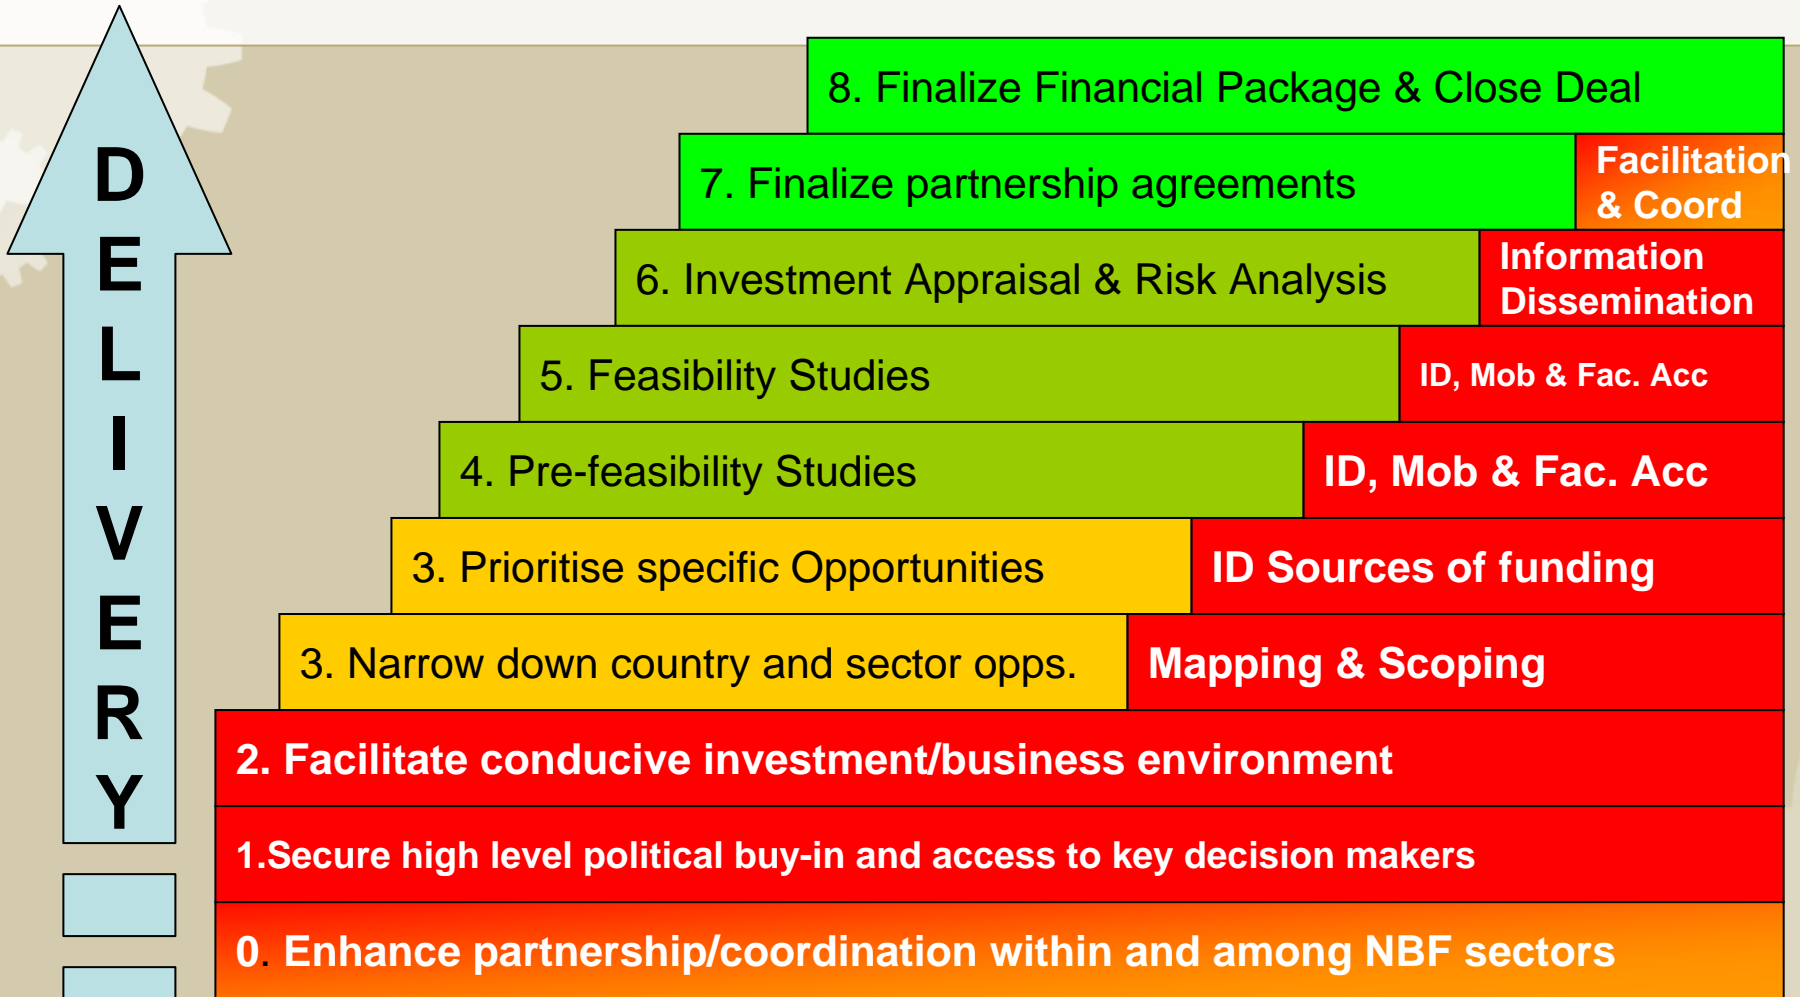 DELIVERY
8. Finalize Financial Package & Close Deal
7. Finalize partnership agreements
Facilitation
& Coord
6. Investment Appraisal & Risk Analysis
Information
Dissemination
5. Feasibility Studies
ID, Mob & Fac. Acc
4. Pre-feasibility Studies
ID, Mob & Fac. Acc
3. Prioritise specific Opportunities
ID Sources of funding
3. Narrow down country and sector opps.
Mapping & Scoping
2. Facilitate conducive investment/business environment
1.Secure high level political buy-in and access to key decision makers
0. Enhance partnership/coordination within and among NBF sectors